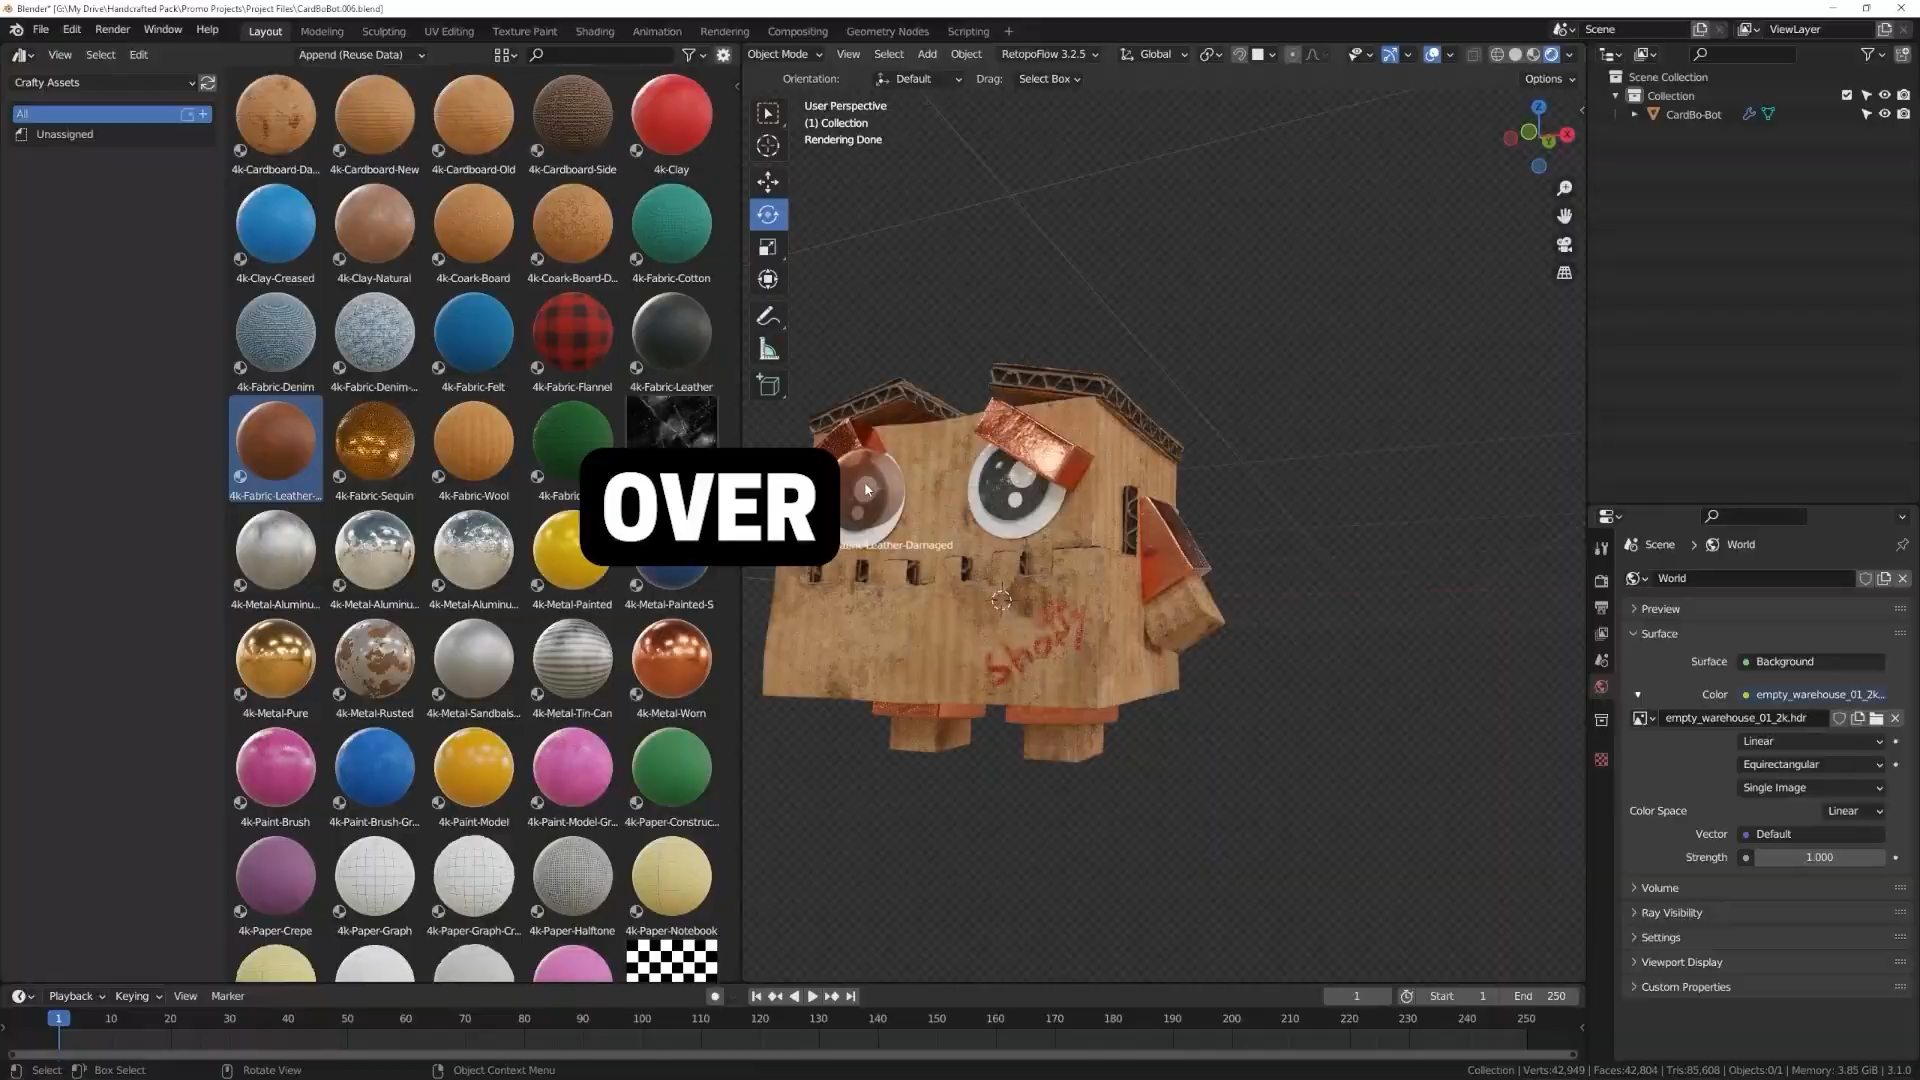 Blender* [G:\My Drive\Handcrafted Pack\Promo Projects\Project Files\CardBoBot.006.blend]
File Edit Render Window Help Layout Modeling Sculpting UV Editing Texture Paint Shading Animation Rendering Compositing Geometry Nodes Scripting + Scene ViewLayer
View Select Edit Append (Reuse Data) Object Mode View Select Add Object RetopoFlow 3.2.5 Global
Orientation: Default Drag: Select Box Options
Crafty Assets
All
Unassigned
4k-Cardboard-Da... 4k-Cardboard-New 4k-Cardboard-Old 4k-Cardboard-Side 4k-Clay
4k-Clay-Creased 4k-Clay-Natural 4k-Coark-Board 4k-Coark-Board-D... 4k-Fabric-Cotton
4k-Fabric-Denim 4k-Fabric-Denim-... 4k-Fabric-Felt 4k-Fabric-Flannel 4k-Fabric-Leather
4k-Fabric-Leather-... 4k-Fabric-Sequin 4k-Fabric-Wool
4k-Metal-Aluminu... 4k-Metal-Aluminu... 4k-Metal-Aluminu... 4k-Metal-Painted 4k-Metal-Painted-S
4k-Metal-Pure 4k-Metal-Rusted 4k-Metal-Sandbals... 4k-Metal-Tin-Can 4k-Metal-Worn
4k-Paint-Brush 4k-Paint-Brush-Gr... 4k-Paint-Model 4k-Paint-Model-Gr... 4k-Paper-Construc...
4k-Paper-Crepe 4k-Paper-Graph 4k-Paper-Graph-Cr... 4k-Paper-Halftone 4k-Paper-Notebook
User Perspective
(1) Collection
Rendering Done
Z
X
Y
OVER
Leather-Damaged
Shady
Scene Collection
Collection
CardBo-Bot
Scene > World
World
Preview
Surface
Surface Background
Color empty_warehouse_01_2k...
empty_warehouse_01_2k.hdr
Linear
Equirectangular
Single Image
Color Space Linear
Vector Default
Strength 1.000
Volume
Ray Visibility
Settings
Viewport Display
Custom Properties
Playback Keying View Marker 1 Start 1 End 250
1 10 20 30 40 50 60 70 80 90 100 110 120 130 140 150 160 170 180 190 200 210 220 230 240 250
Select Box Select Rotate View Object Context Menu Collection | Verts:42,949 | Faces:42,804 | Tris:85,608 | Objects:0/1 | Memory: 3.85 GiB | 3.1.0